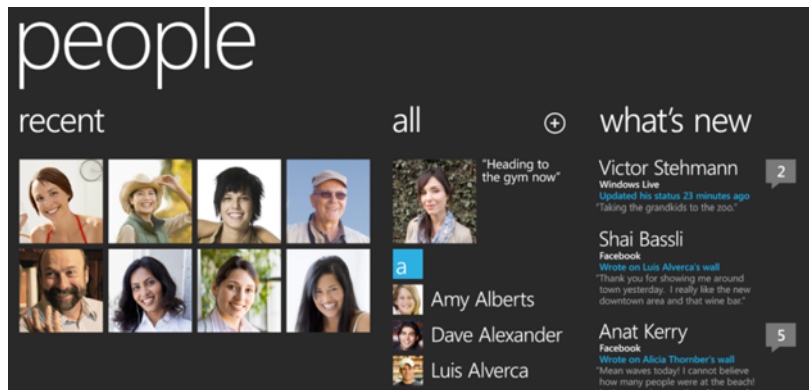 people
recent
all
"Heading to
the gym now"
a
Amy Alberts
Dave Alexander
Luis Alverca
what's new
Victor Stehmann
2
Windows Live
Updated his status 23 minutes ago
"Taking the grandkids to the zoo."
Shai Bassli
Facebook
Wrote on Luis Alverca's wall
"Thank you for showing me around
town yesterday. I really like the new
downtown area and that wine bar."
Anat Kerry
5
Facebook
Wrote on Alicia Thornber's wall
"Mean waves today! I cannot believe
how many people were at the beach!